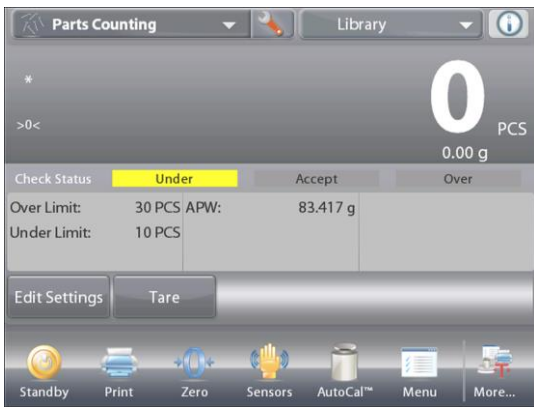 Parts Counting
Library
*
0
>0<
PCS
0.00 g
Check Status Under Accept Over
Over Limit: 30 PCS APW: 83.417 g
Under Limit: 10 PCS
Edit Settings Tare
Standby Print Zero Sensors AutoCal™ Menu More...